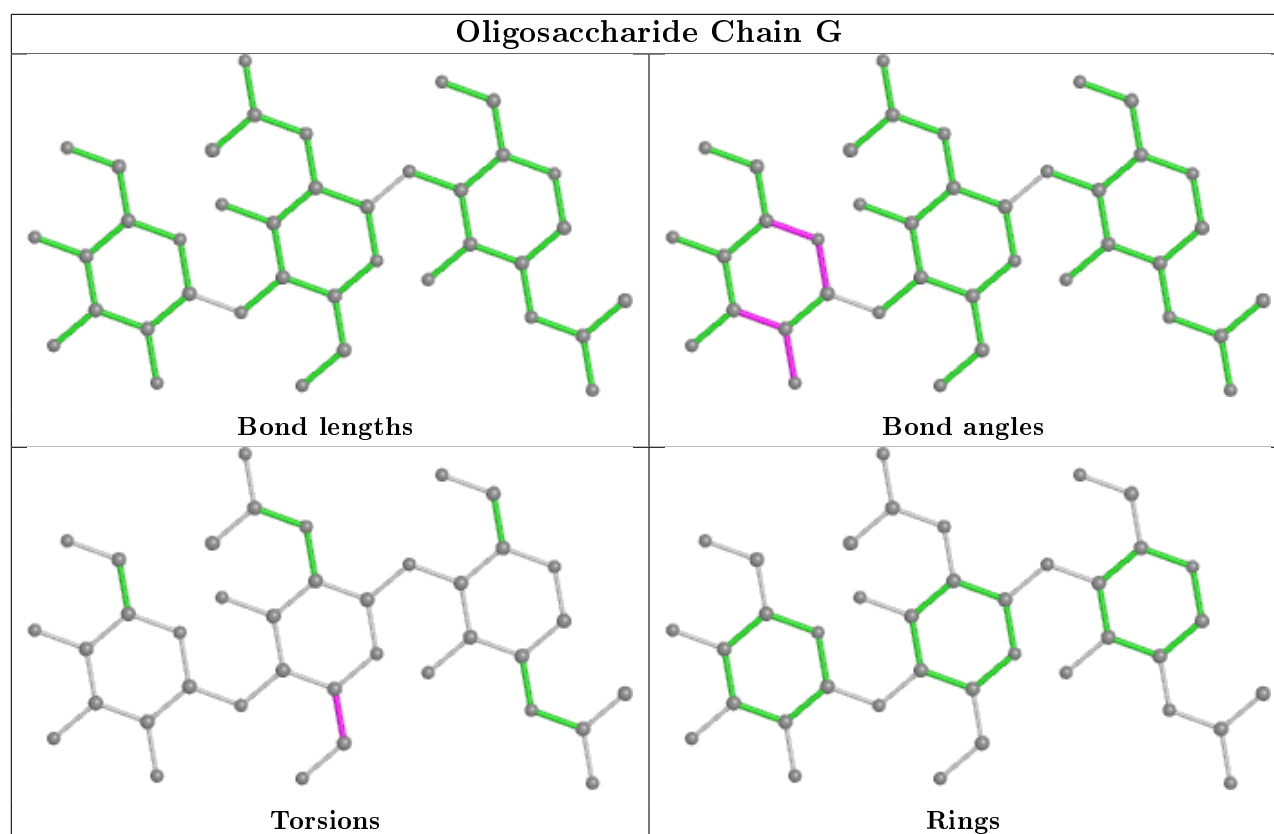 Oligosaccharide Chain G
Bond lengths
Bond angles
Torsions
Rings